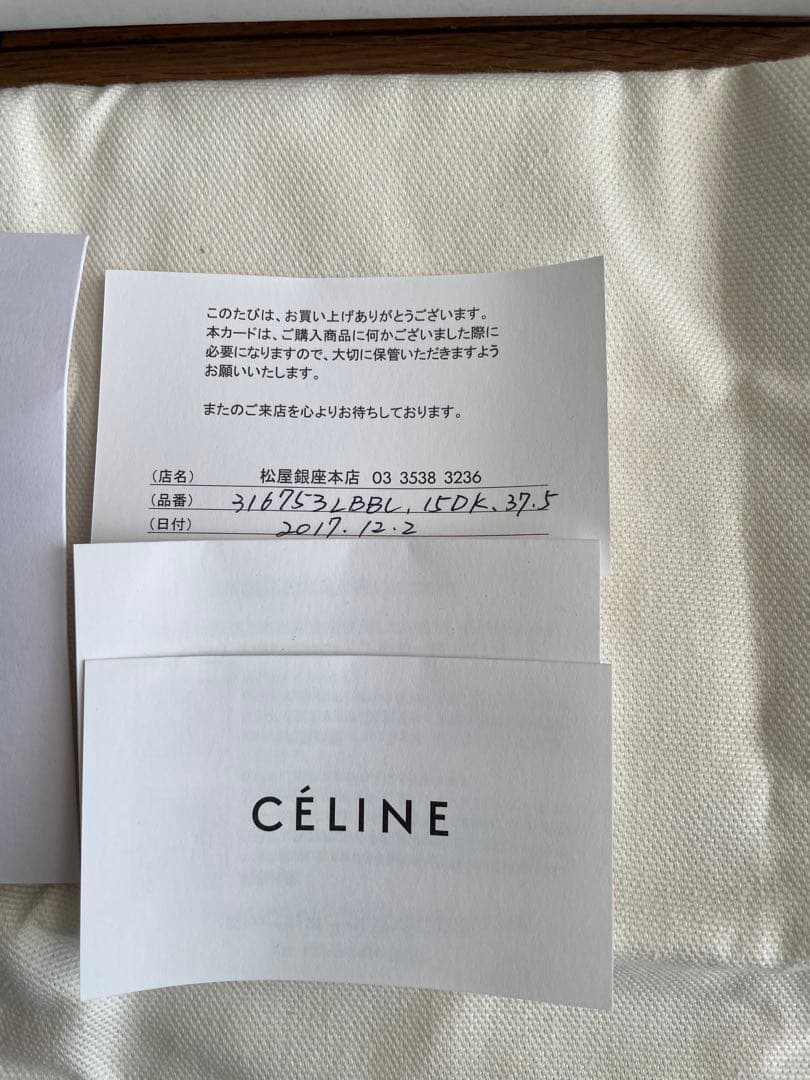 このたびは、お買い上げありがとうございます。
本カードは、ご購入商品に何かございました際に
必要になりますので、大切に保管いただきますよう
お願いいたします。
またのご来店を心よりお待ちしております。
（店名） 松屋銀座本店 03 3538 3236
（品番） 316753LBBL、15DK、37.5
（日付） 2017.12.2
CÉLINE